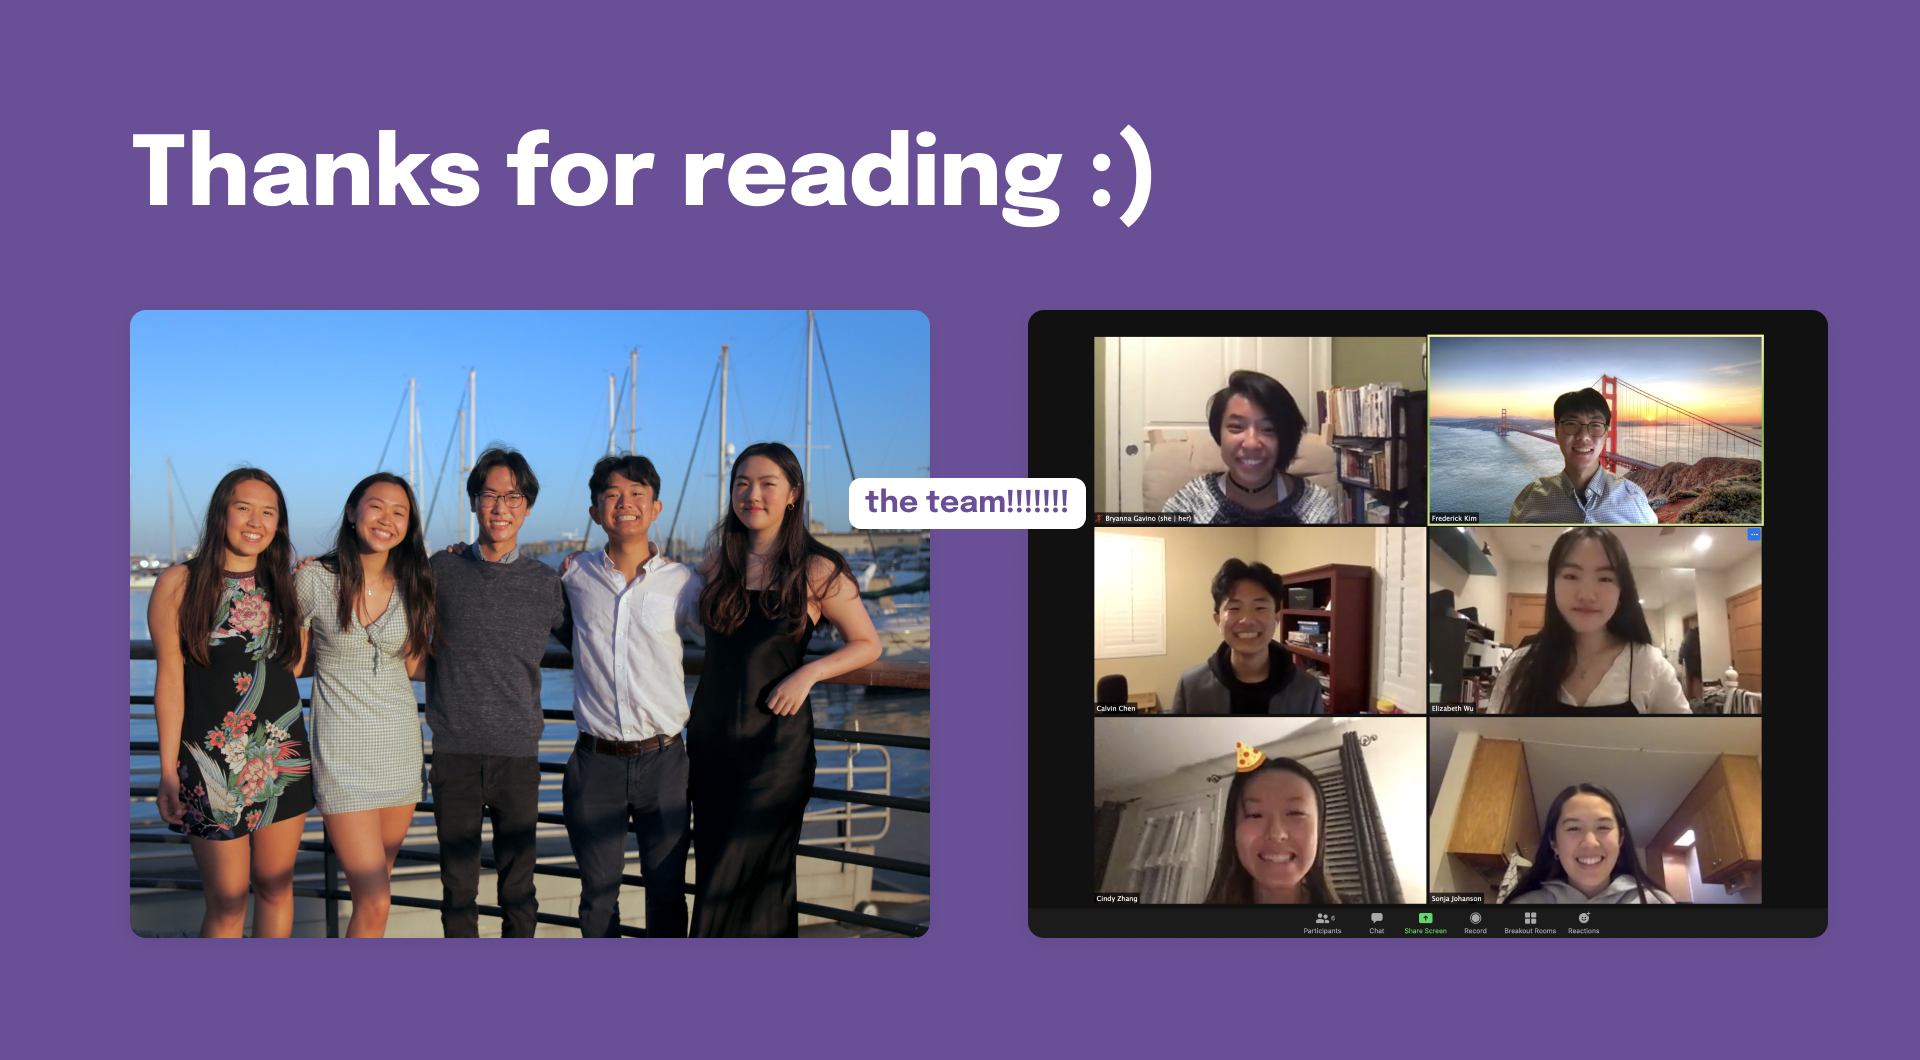 Thanks for reading :)
the team!!!!!!!
Bryanna Gavino (she | her)
Frederick Kim
Calvin Chen
Elizabeth Wu
Cindy Zhang
Sonja Johanson
6
Participants
Chat
Share Screen
Record
Breakout Rooms
Reactions